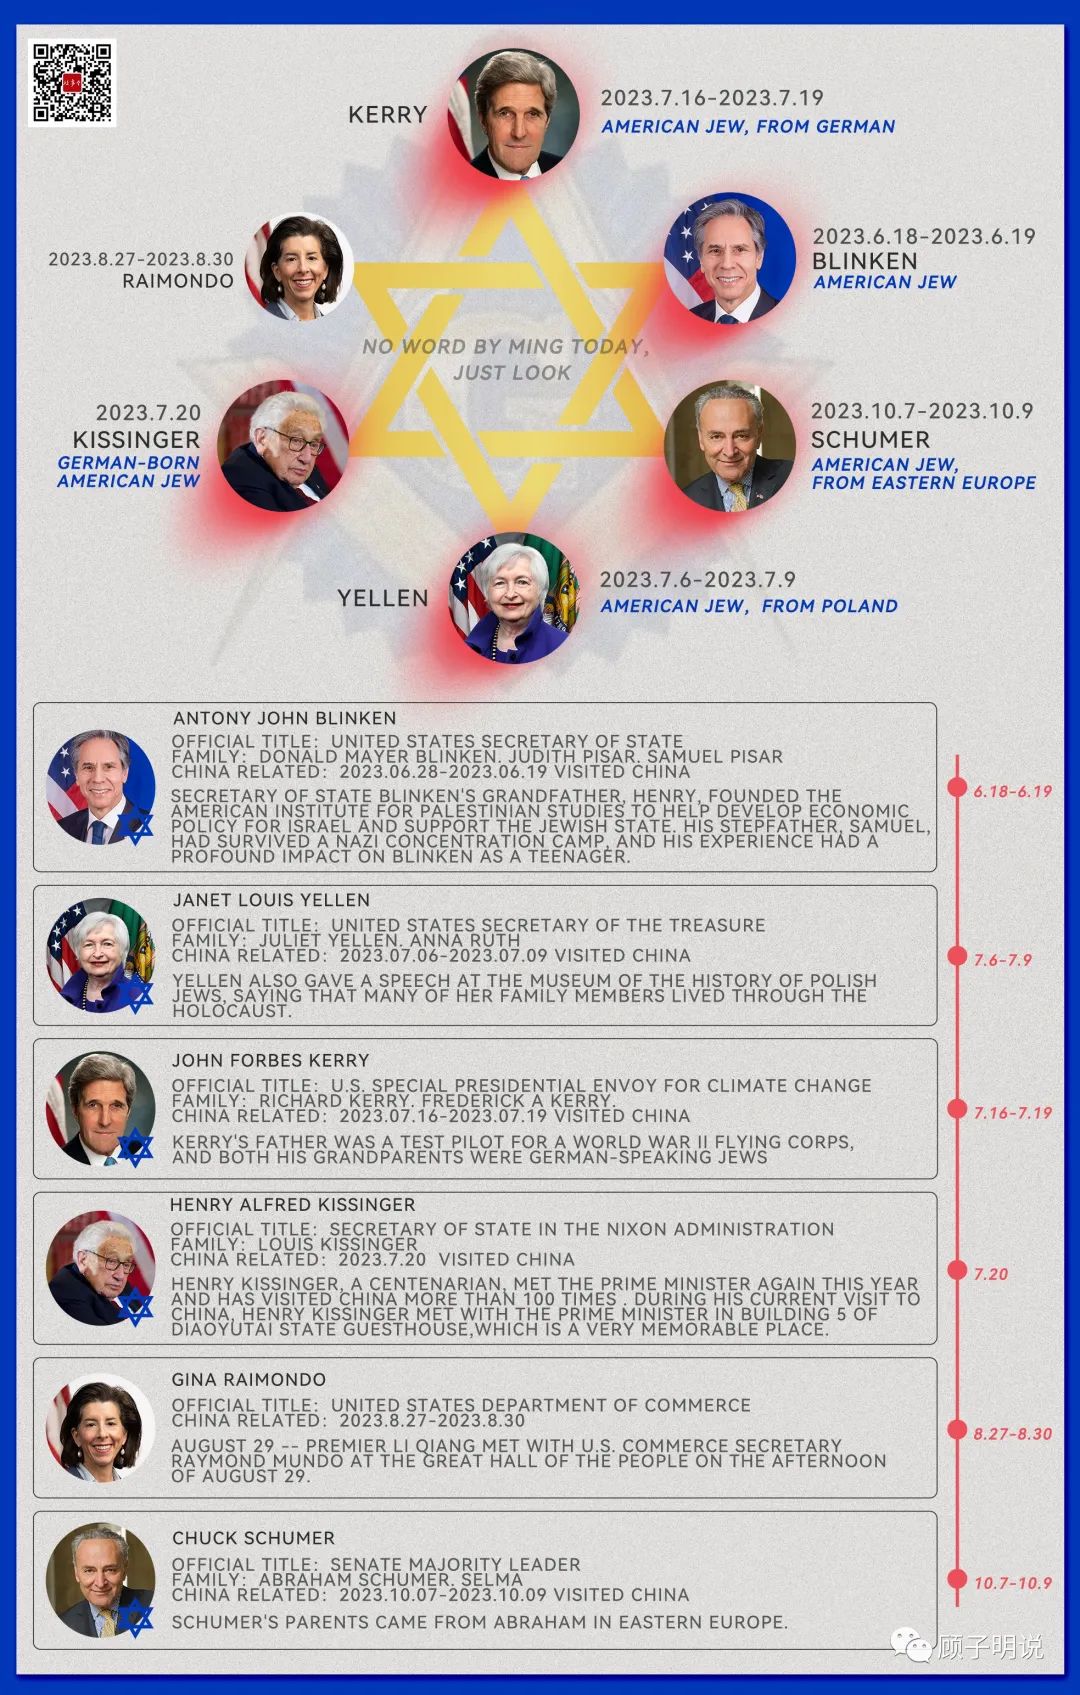 KERRY
2023.7.16-2023.7.19
AMERICAN JEW, FROM GERMAN
2023.8.27-2023.8.30
RAIMONDO
2023.6.18-2023.6.19
BLINKEN
AMERICAN JEW
NO WORD BY MING TODAY,
JUST LOOK
2023.7.20
KISSINGER
GERMAN-BORN
AMERICAN JEW
2023.10.7-2023.10.9
SCHUMER
AMERICAN JEW,
FROM EASTERN EUROPE
YELLEN
2023.7.6-2023.7.9
AMERICAN JEW, FROM POLAND
ANTONY JOHN BLINKEN
OFFICIAL TITLE: UNITED STATES SECRETARY OF STATE
FAMILY: DONALD MAYER BLINKEN. JUDITH PISAR. SAMUEL PISAR
CHINA RELATED: 2023.06.28-2023.06.19 VISITED CHINA
SECRETARY OF STATE BLINKEN'S GRANDFATHER, HENRY, FOUNDED THE
AMERICAN INSTITUTE FOR PALESTINIAN STUDIES TO HELP DEVELOP ECONOMIC
POLICY FOR ISRAEL AND SUPPORT THE JEWISH STATE. HIS STEPFATHER, SAMUEL,
HAD SURVIVED A NAZI CONCENTRATION CAMP, AND HIS EXPERIENCE HAD A
PROFOUND IMPACT ON BLINKEN AS A TEENAGER.
6.18-6.19
JANET LOUIS YELLEN
OFFICIAL TITLE: UNITED STATES SECRETARY OF THE TREASURE
FAMILY: JULIET YELLEN. ANNA RUTH
CHINA RELATED: 2023.07.06-2023.07.09 VISITED CHINA
YELLEN ALSO GAVE A SPEECH AT THE MUSEUM OF THE HISTORY OF POLISH
JEWS, SAYING THAT MANY OF HER FAMILY MEMBERS LIVED THROUGH THE
HOLOCAUST.
7.6-7.9
JOHN FORBES KERRY
OFFICIAL TITLE: U.S. SPECIAL PRESIDENTIAL ENVOY FOR CLIMATE CHANGE
FAMILY: RICHARD KERRY. FREDERICK A KERRY.
CHINA RELATED: 2023.07.16-2023.07.19 VISITED CHINA
KERRY'S FATHER WAS A TEST PILOT FOR A WORLD WAR II FLYING CORPS,
AND BOTH HIS GRANDPARENTS WERE GERMAN-SPEAKING JEWS
7.16-7.19
HENRY ALFRED KISSINGER
OFFICIAL TITLE: SECRETARY OF STATE IN THE NIXON ADMINISTRATION
FAMILY: LOUIS KISSINGER
CHINA RELATED: 2023.7.20 VISITED CHINA
HENRY KISSINGER, A CENTENARIAN, MET THE PRIME MINISTER AGAIN THIS YEAR
AND HAS VISITED CHINA MORE THAN 100 TIMES . DURING HIS CURRENT VISIT TO
CHINA, HENRY KISSINGER MET WITH THE PRIME MINISTER IN BUILDING 5 OF
DIAOYUTAI STATE GUESTHOUSE,WHICH IS A VERY MEMORABLE PLACE.
7.20
GINA RAIMONDO
OFFICIAL TITLE: UNITED STATES DEPARTMENT OF COMMERCE
CHINA RELATED: 2023.8.27-2023.8.30
AUGUST 29 -- PREMIER LI QIANG MET WITH U.S. COMMERCE SECRETARY
RAYMOND MUNDO AT THE GREAT HALL OF THE PEOPLE ON THE AFTERNOON
OF AUGUST 29.
8.27-8.30
CHUCK SCHUMER
OFFICIAL TITLE: SENATE MAJORITY LEADER
FAMILY: ABRAHAM SCHUMER. SELMA
CHINA RELATED: 2023.10.07-2023.10.09 VISITED CHINA
SCHUMER'S PARENTS CAME FROM ABRAHAM IN EASTERN EUROPE.
10.7-10.9
顾子明说